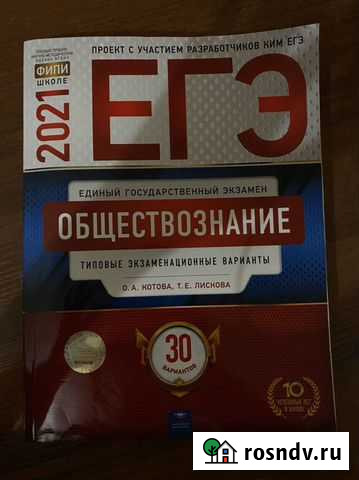 ПРОЕКТ С УЧАСТИЕМ РАЗРАБОТЧИКОВ КИМ ЕГЭ
ФИПИ
ШКОЛЕ
2021
ЕГЭ
ЕДИНЫЙ ГОСУДАРСТВЕННЫЙ ЭКЗАМЕН
ОБЩЕСТВОЗНАНИЕ
ТИПОВЫЕ ЭКЗАМЕНАЦИОННЫЕ ВАРИАНТЫ
О. А. КОТОВА, Т. Е. ЛИСКОВА
30
ВАРИАНТОВ
10
rosndv.ru